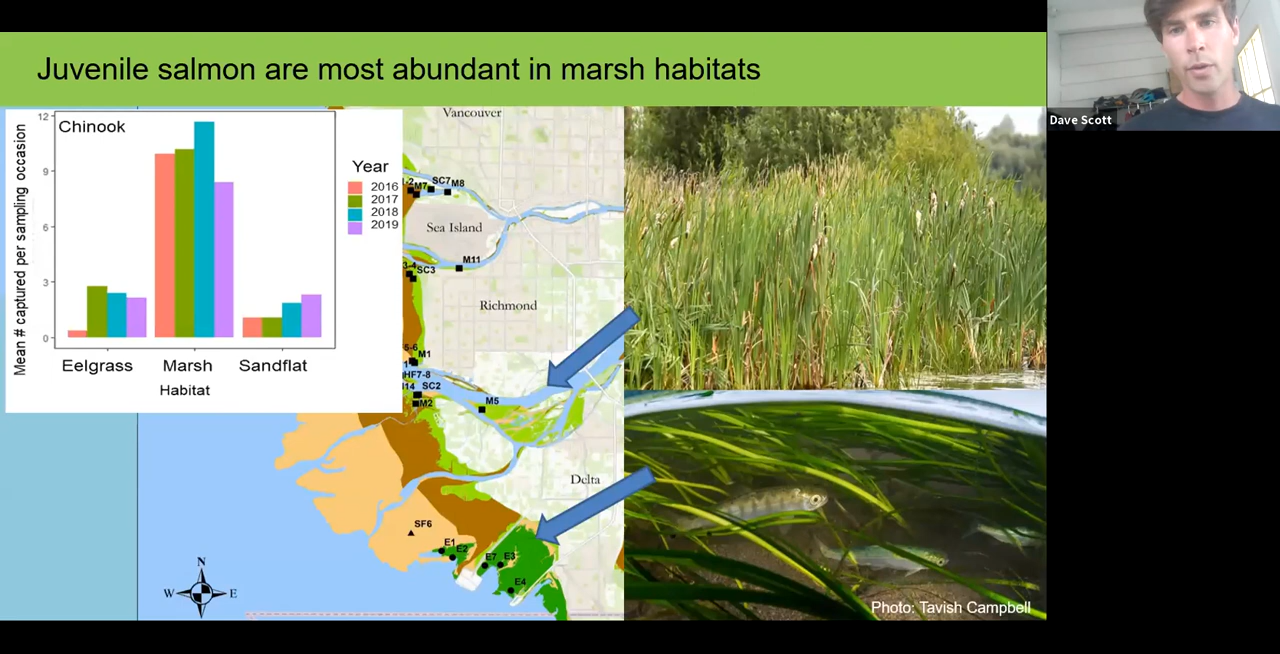 Juvenile salmon are most abundant in marsh habitats
Dave Scott
Chinook
Mean # captured per sampling occasion
12
9
6
3
0
Eelgrass Marsh Sandflat
Habitat
Year
2016
2017
2018
2019
Vancouver
M7 SC7 M8
Sea Island
M11
SC3
Richmond
M1
HF7-8
SC2
M2
M5
Delta
SF6
E1
E2
E7 E3
E4
N
W E
S
Photo: Tavish Campbell